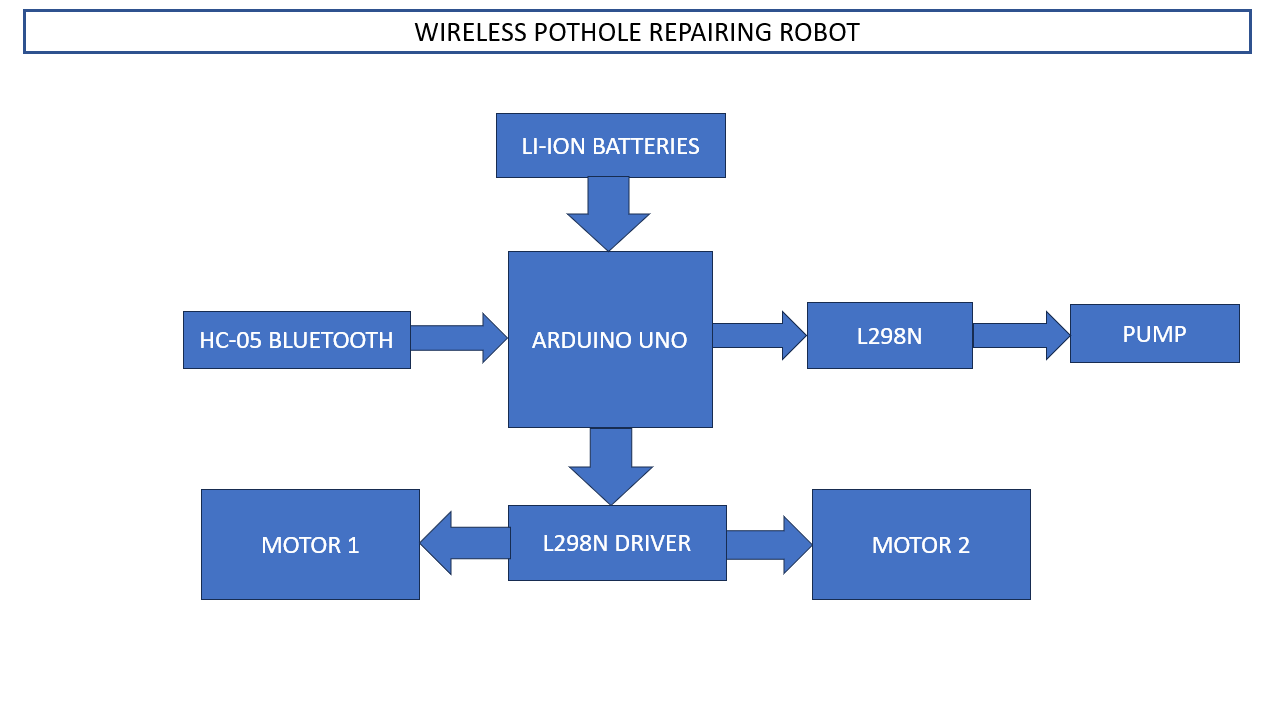 WIRELESS POTHOLE REPAIRING ROBOT
LI-ION BATTERIES
HC-05 BLUETOOTH
ARDUINO UNO
L298N
PUMP
MOTOR 1
L298N DRIVER
MOTOR 2